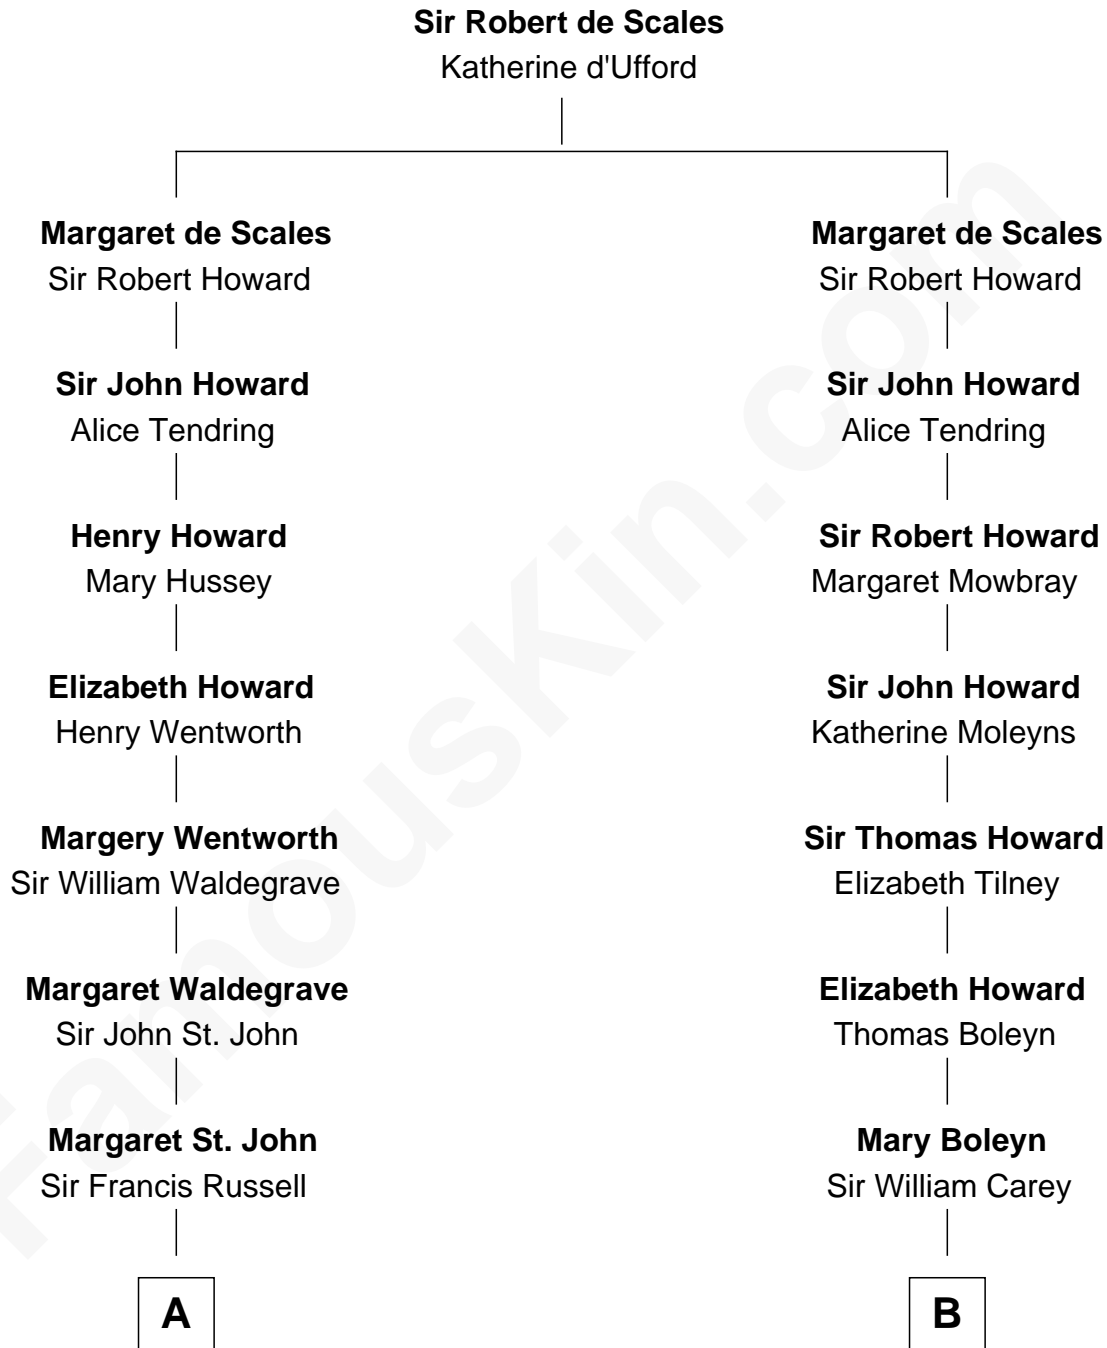 Sir Robert de Scales
Katherine d'Ufford
Margaret de Scales
Sir Robert Howard
Margaret de Scales
Sir Robert Howard
Sir John Howard
Alice Tendring
Sir John Howard
Alice Tendring
Henry Howard
Mary Hussey
Sir Robert Howard
Margaret Mowbray
Elizabeth Howard
Henry Wentworth
Sir John Howard
Katherine Moleyns
Margery Wentworth
Sir William Waldegrave
Sir Thomas Howard
Elizabeth Tilney
Margaret Waldegrave
Sir John St. John
Elizabeth Howard
Thomas Boleyn
Margaret St. John
Sir Francis Russell
Mary Boleyn
Sir William Carey
A
B
FamousKin.com